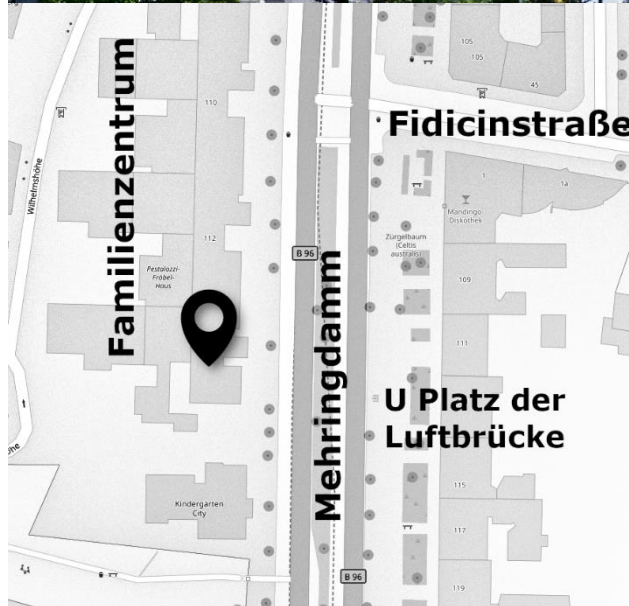 Familienzentrum
Mehringdamm
Fidicinstraße
U Platz der
Luftbrücke
Wilhelmshöhe
110
112
Pestalozzi-
Fröbel-
Haus
Kindergarten
City
B 96
B 96
105
105
45
1
1a
Mandingo
Diskothek
Zürgelbaum
(Celtis
australis)
109
111
115
117
119